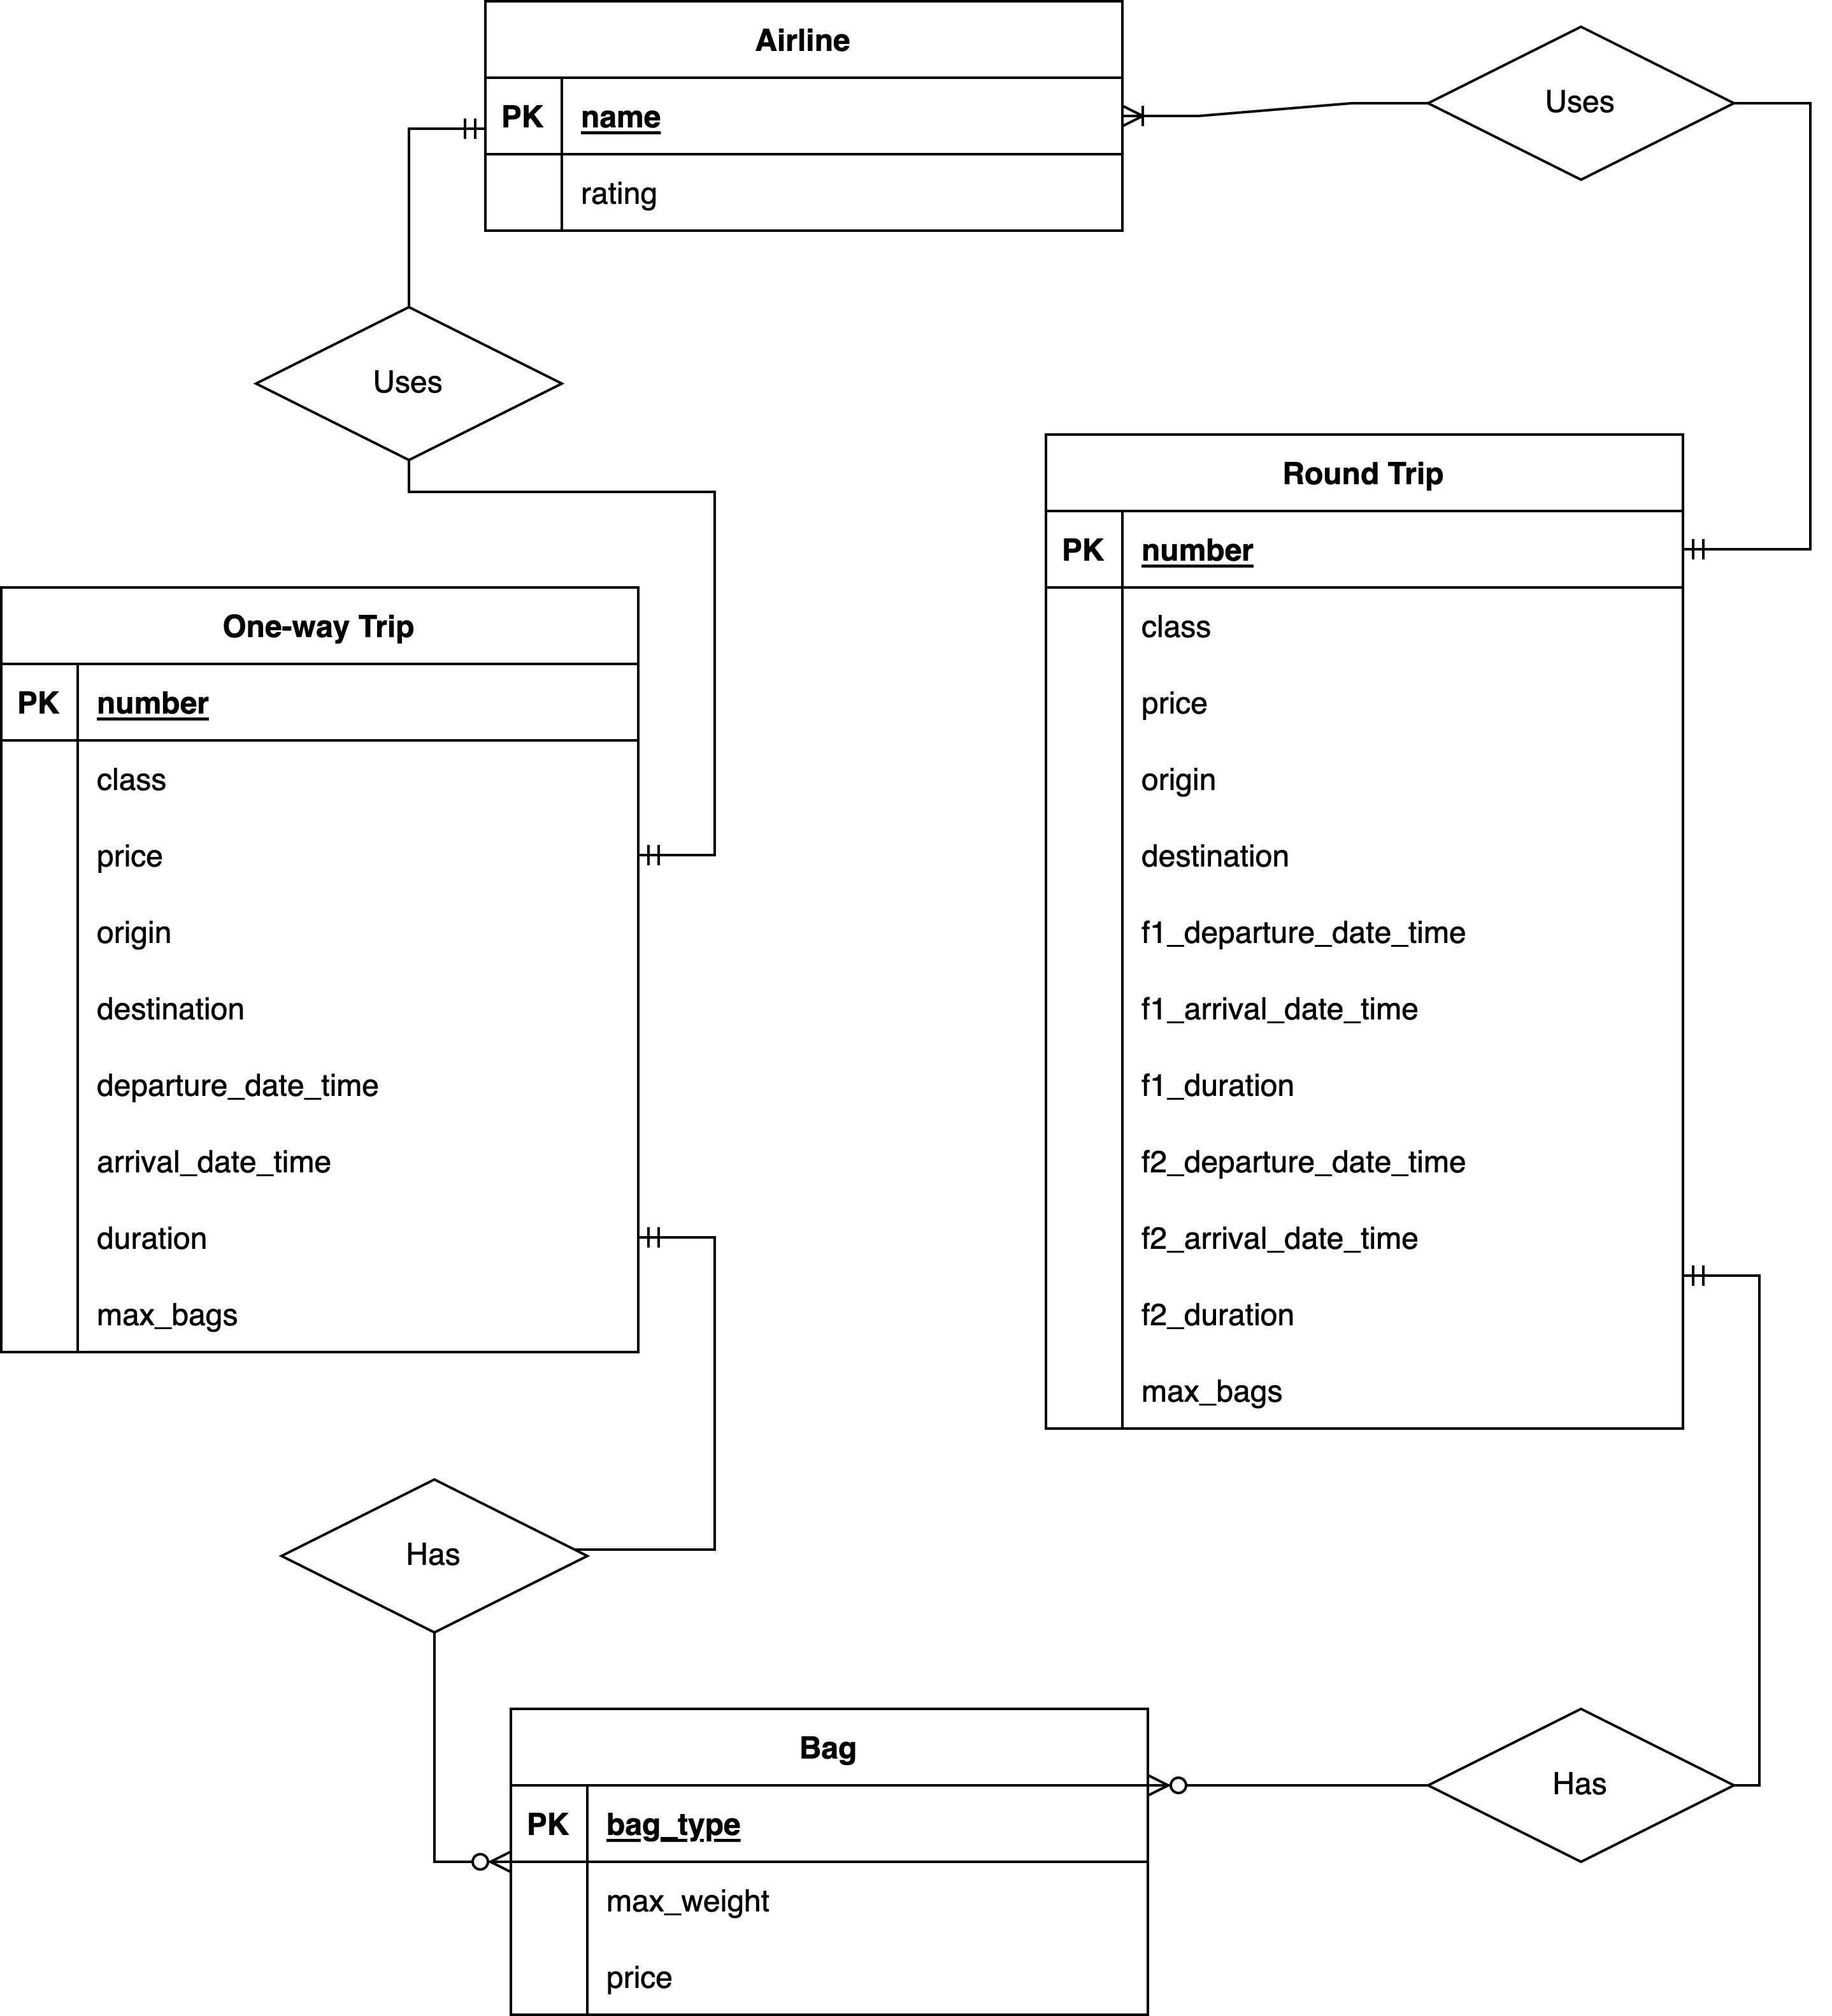 Airline
PK name
rating
Uses
Uses
Round Trip
PK number
class
price
origin
destination
f1_departure_date_time
f1_arrival_date_time
f1_duration
f2_departure_date_time
f2_arrival_date_time
f2_duration
max_bags
One-way Trip
PK number
class
price
origin
destination
departure_date_time
arrival_date_time
duration
max_bags
Has
Has
Bag
PK bag_type
max_weight
price